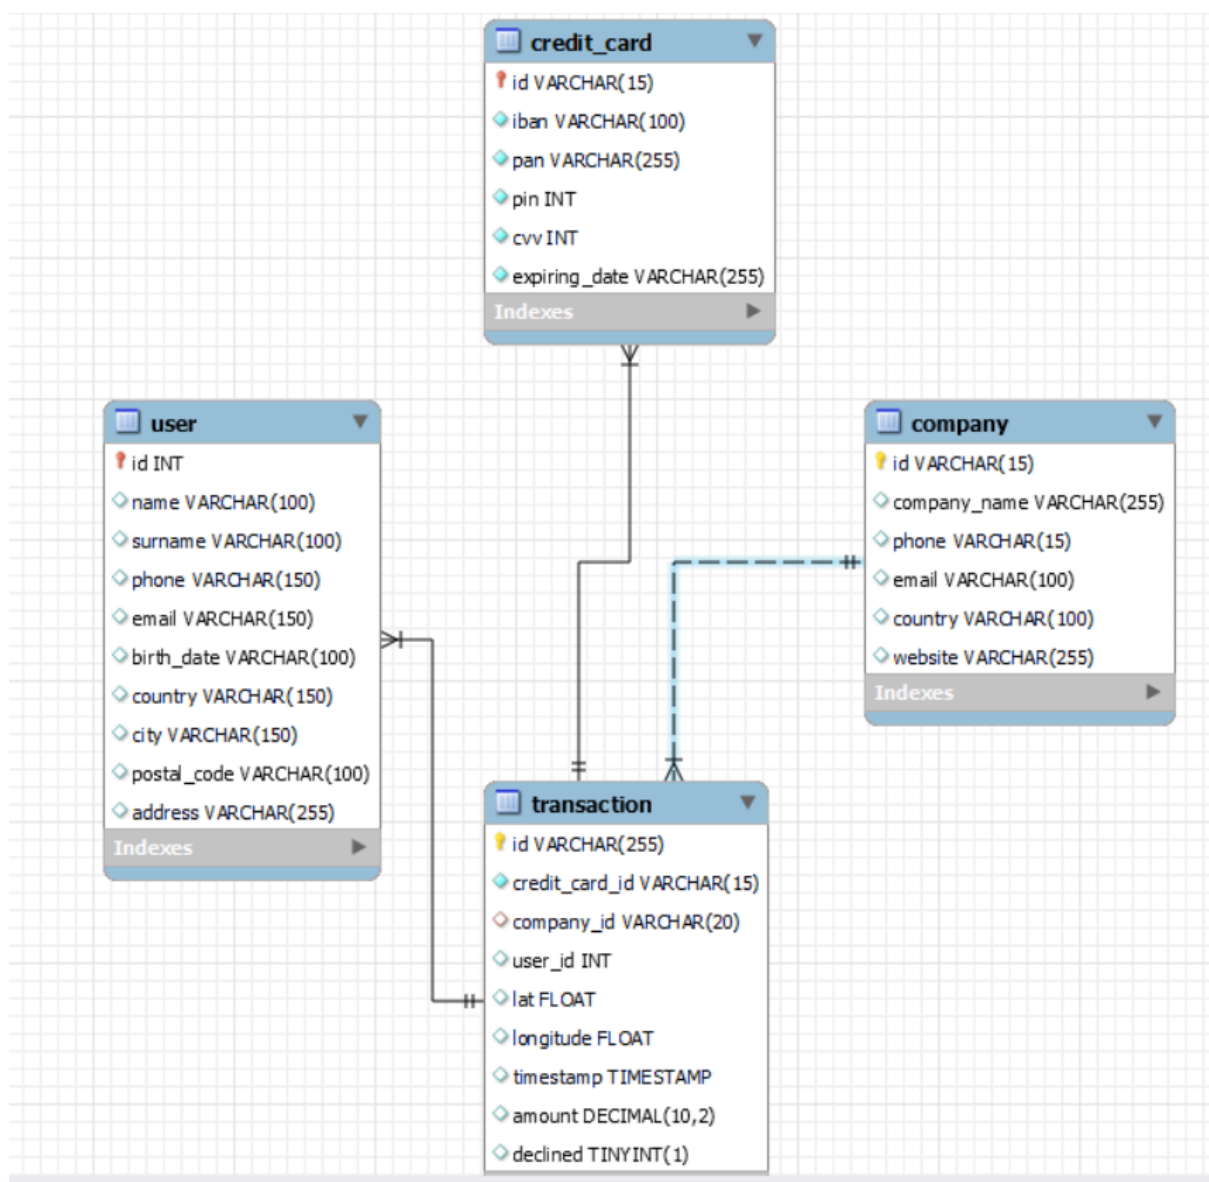 credit_card
id VARCHAR(15)
iban VARCHAR(100)
pan VARCHAR(255)
pin INT
cvv INT
expiring_date VARCHAR(255)
Indexes
user
id INT
name VARCHAR(100)
surname VARCHAR(100)
phone VARCHAR(150)
email VARCHAR(150)
birth_date VARCHAR(100)
country VARCHAR(150)
city VARCHAR(150)
postal_code VARCHAR(100)
address VARCHAR(255)
Indexes
company
id VARCHAR(15)
company_name VARCHAR(255)
phone VARCHAR(15)
email VARCHAR(100)
country VARCHAR(100)
website VARCHAR(255)
Indexes
transaction
id VARCHAR(255)
credit_card_id VARCHAR(15)
company_id VARCHAR(20)
user_id INT
lat FLOAT
longitude FLOAT
timestamp TIMESTAMP
amount DECIMAL(10,2)
declined TINYINT(1)